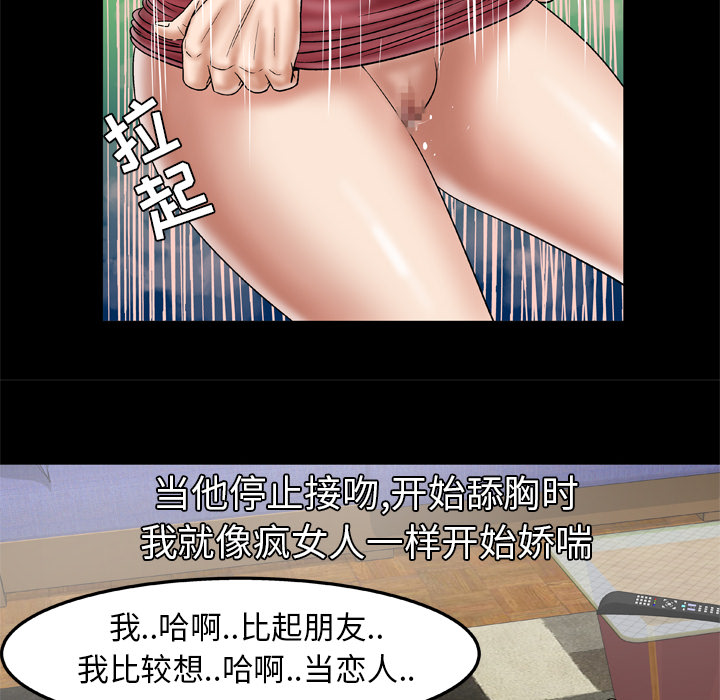 拉起
当他停止接吻,开始舔胸时
我就像疯女人一样开始娇喘
我..哈啊..比起朋友..
我比较想..哈啊..当恋人..